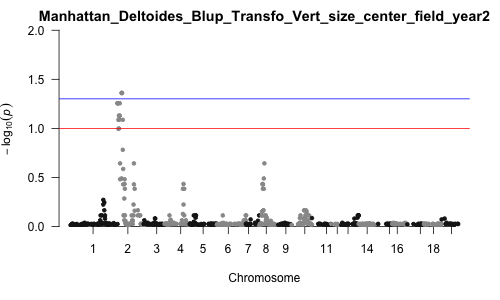 Manhattan_Deltoides_Blup_Transfo_Vert_size_center_field_year2
2.0
1.5
1.0
0.5
0.0
− log10(p)
1 2 3 4 5 6 7 8 9 11 14 16 18
Chromosome